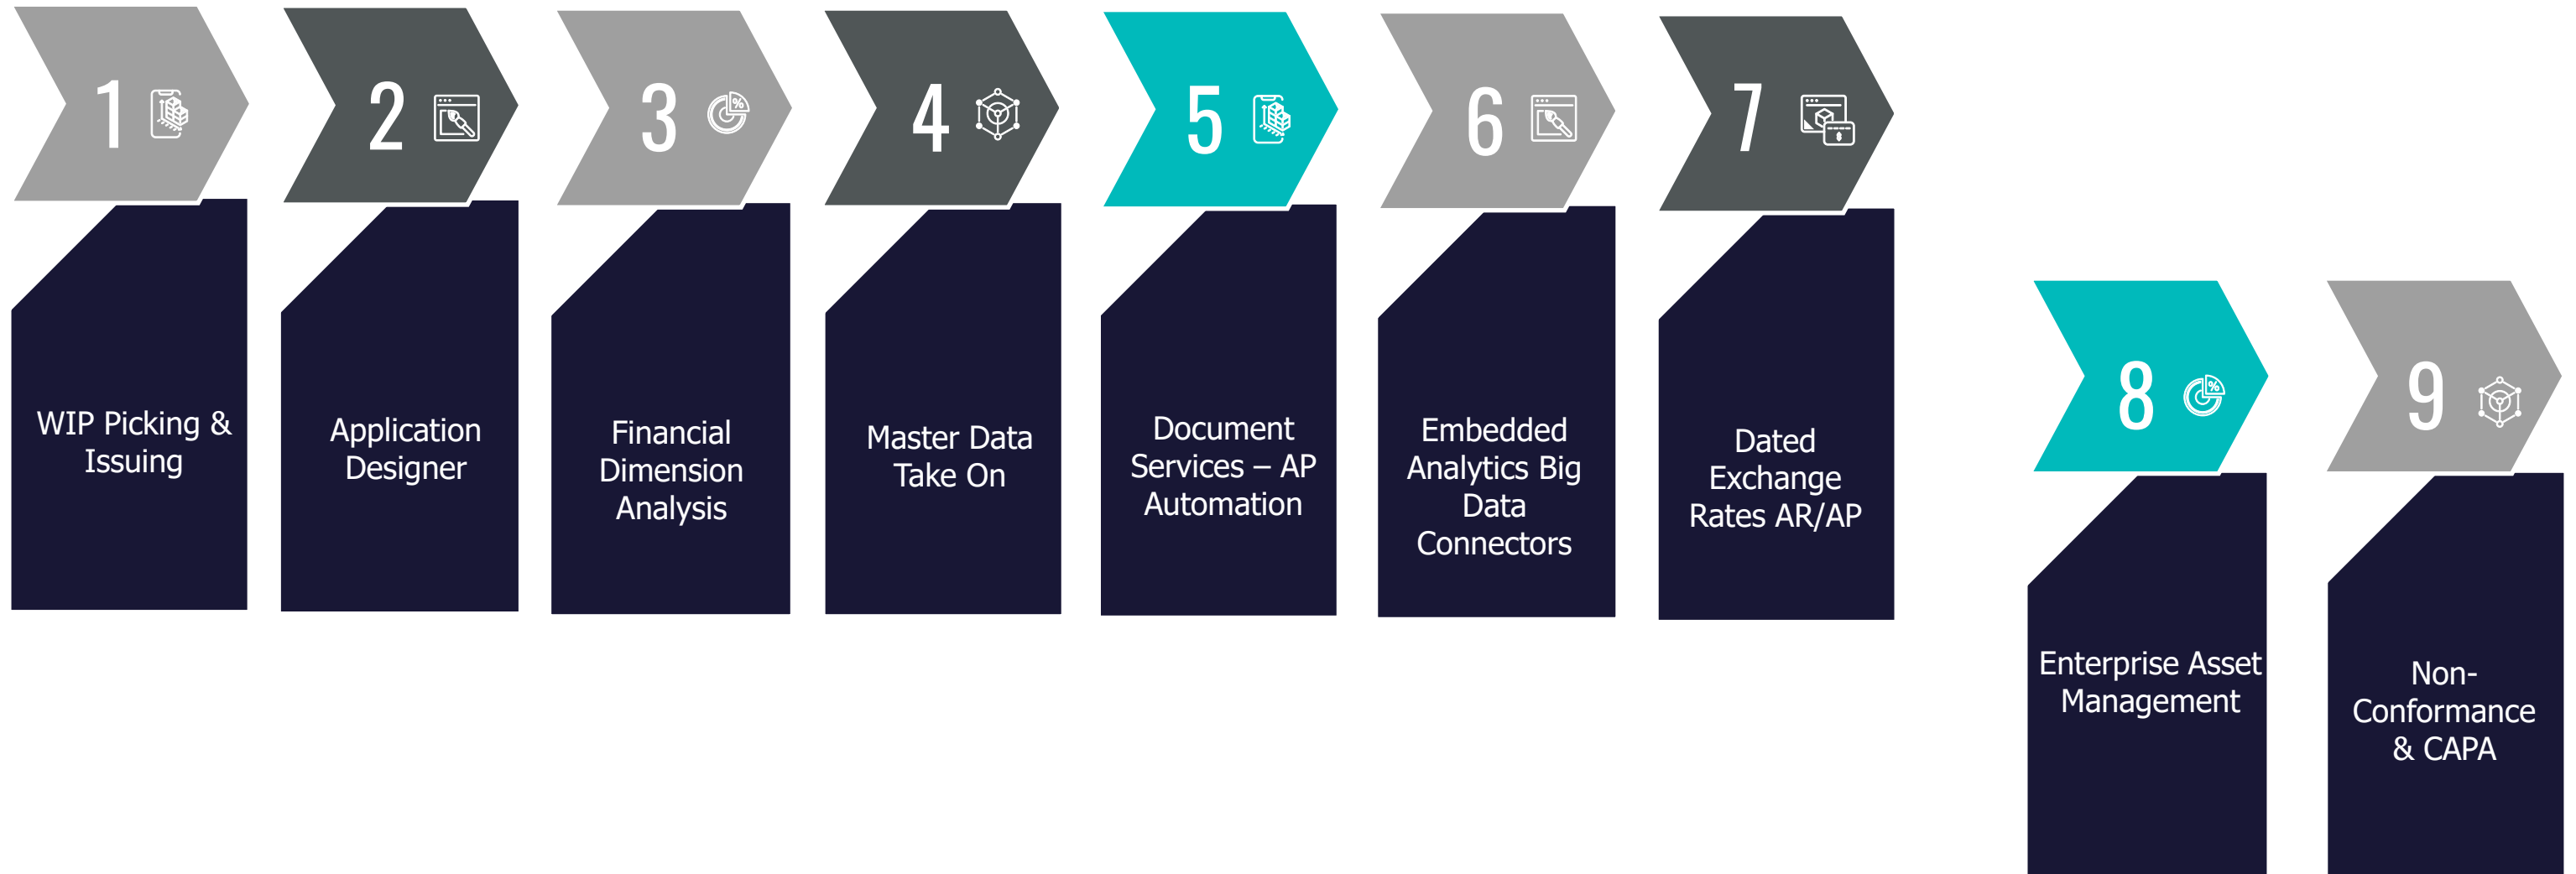 1
WIP Picking &
Issuing
2
Application
Designer
3
%
Financial
Dimension
Analysis
4
Master Data
Take On
5
Document
Services – AP
Automation
6
Embedded
Analytics Big
Data
Connectors
7
$
Dated
Exchange
Rates AR/AP
8
%
Enterprise Asset
Management
9
Non-
Conformance
& CAPA